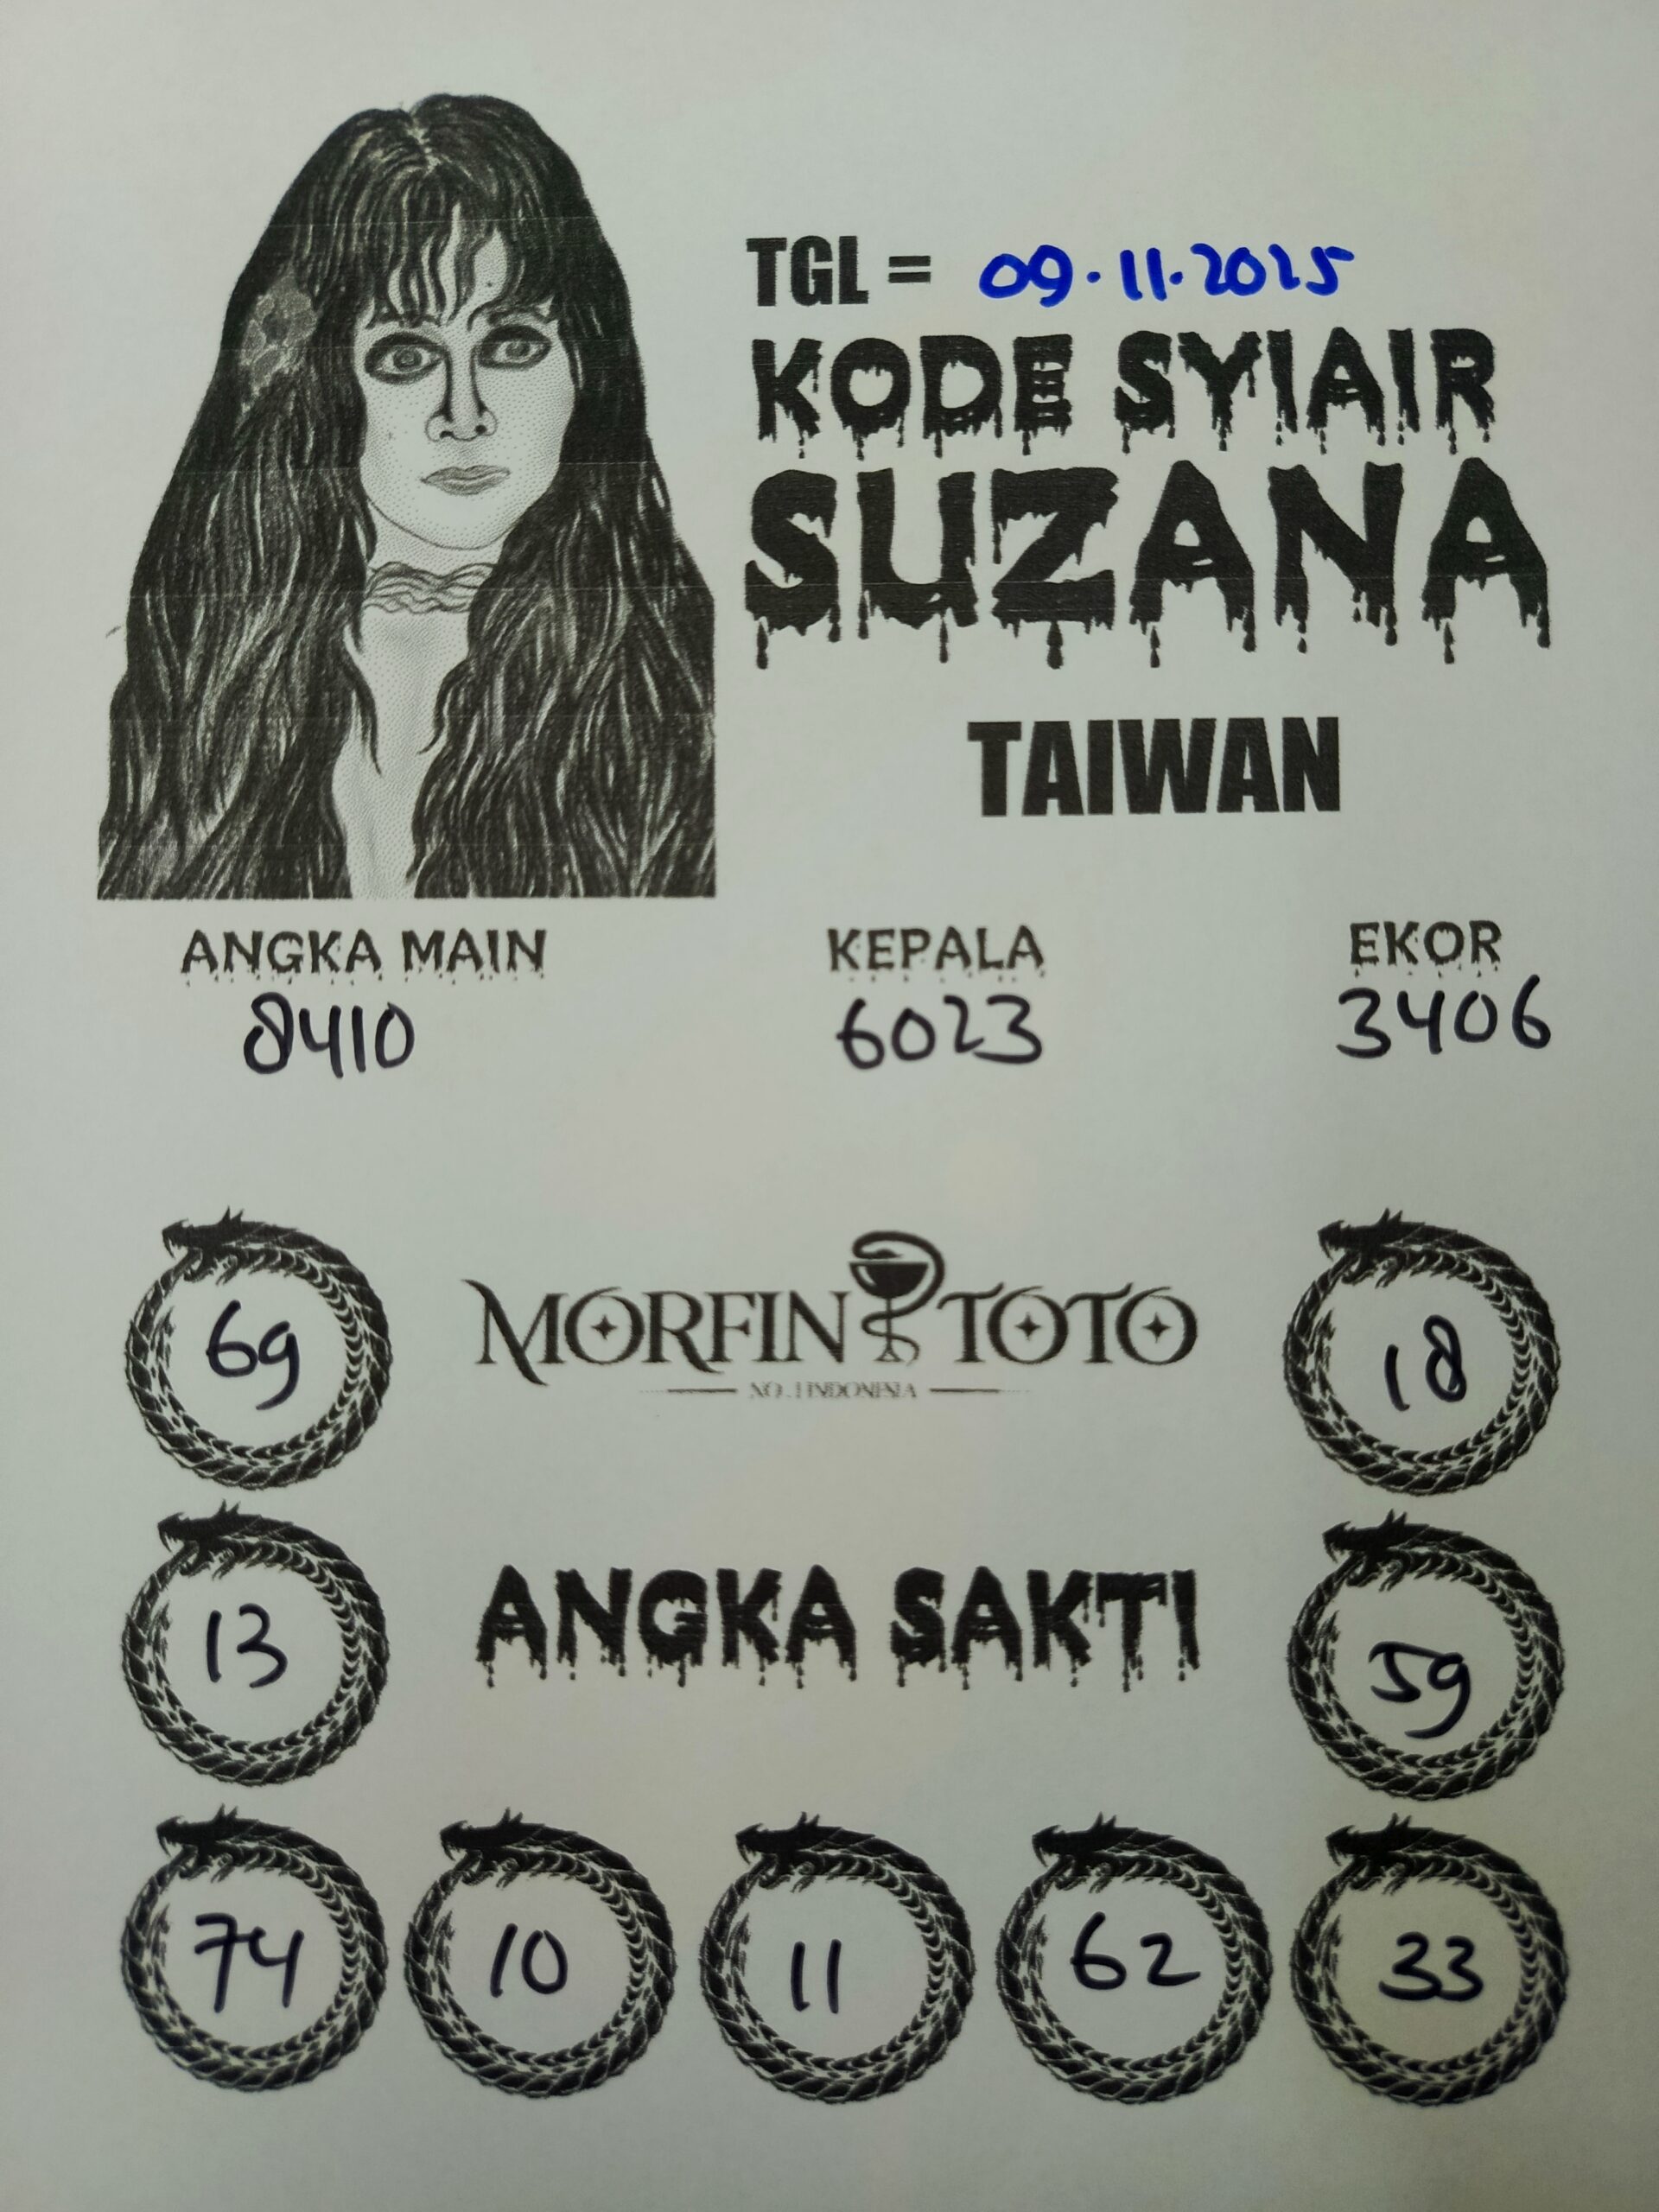 TGL = 09.11.2025
KODE SYIAIR
SUZANA
TAIWAN
ANGKA MAIN KEPALA EKOR
8410 6023 3406
69 MORFIN TOTO 18
NO.1 INDONESIA
13 ANGKA SAKTI 59
74 10 11 62 33